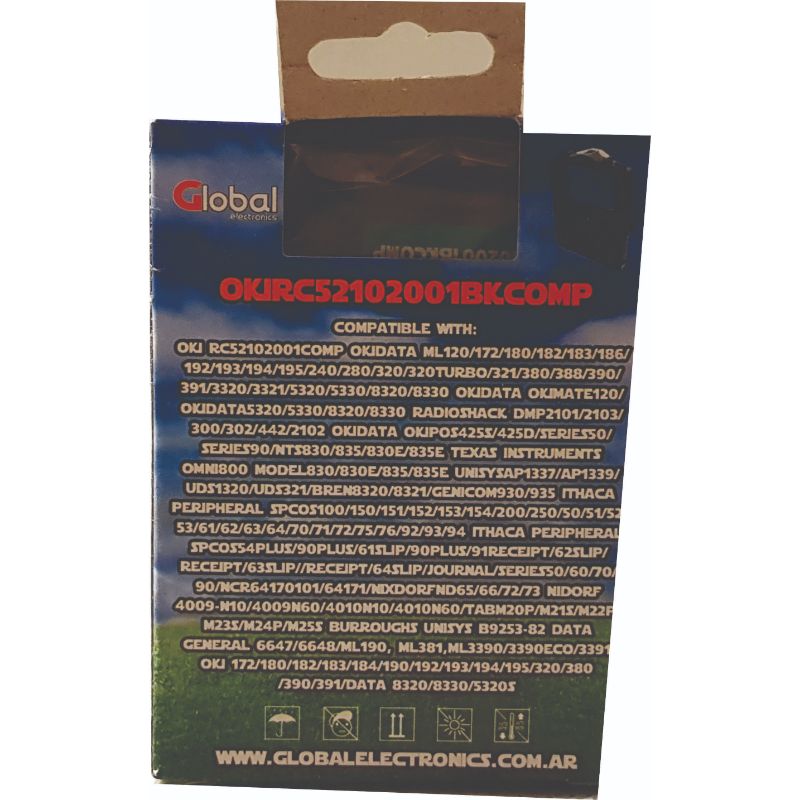 Global
electronics
02001BKCOMP
OKIRC52102001BKCOMP
COMPATIBLE WITH:
OKI RC52102001COMP OKIDATA ML120/172/180/182/183/186/
192/193/194/195/240/280/320/320TURBO/321/380/388/390/
391/3320/3321/5320/5330/8320/8330 OKIDATA OKIMATE120/
OKIDATA5320/5330/8320/8330 RADIOSHACK DMP2101/2103/
300/302/442/2102 OKIDATA OKIPOS425S/425D/SERIES50/
SERIES90/NTS830/835/830E/835E TEXAS INSTRUMENTS
OMNI800 MODEL830/830E/835/835E UNISYSAP1337/AP1339/
UDS1320/UDS321/BREN8320/8321/GENICOM930/935 ITHACA
PERIPHERAL SPCOS100/150/151/152/153/154/200/250/50/51/52
53/61/62/63/64/70/71/72/75/76/92/93/94 ITHACA PERIPHERAL
SPCOS54PLUS/90PLUS/61SLIP/90PLUS/91RECEIPT/62SLIP/
RECEIPT/63SLIP//RECEIPT/64SLIP/JOURNAL/SERIES50/60/70/
90/NCR64170101/64171/NIXDORFND65/66/72/73 NIDORF
4009-N10/4009N60/4010N10/4010N60/TABM20P/M21S/M22P
M23S/M24P/M25S BURROUGHS UNISYS B9253-82 DATA
GENERAL 6647/6648/ML190, ML381,ML3390/3390ECO/3391
OKI 172/180/182/183/184/190/192/193/194/195/320/380
/390/391/DATA 8320/8330/5320S
WWW.GLOBALELECTRONICS.COM.AR